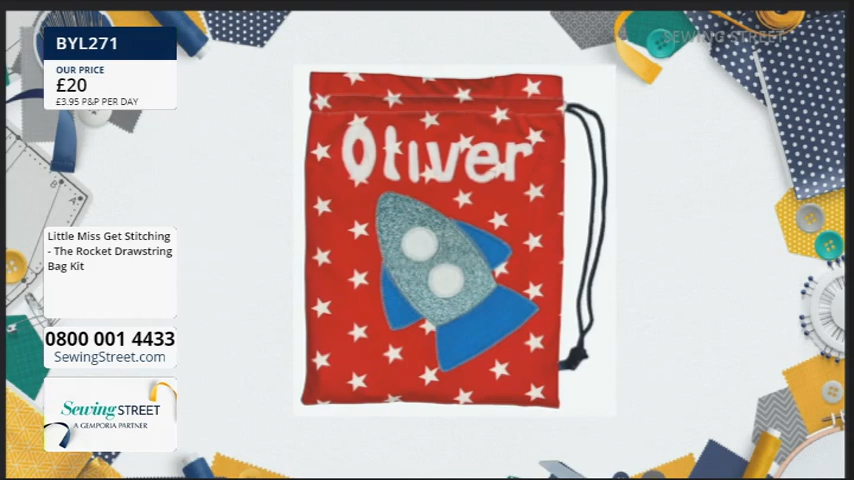 BYL271
OUR PRICE
£20
£3.95 P&P PER DAY
SEWING STREET
Oliver
Little Miss Get Stitching
- The Rocket Drawstring
Bag Kit
0800 001 4433
SewingStreet.com
Sewing STREET
A GEMPORIA PARTNER
B
A